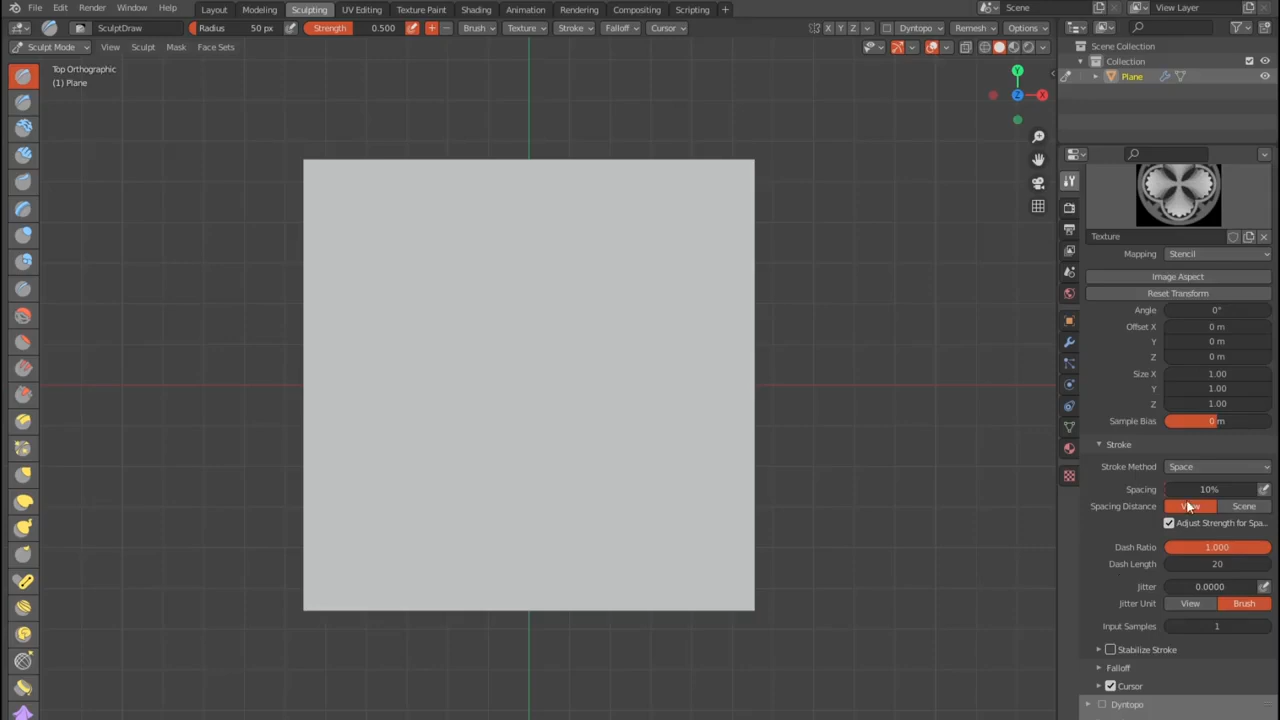 File Edit Render Window Help Layout Modeling Sculpting UV Editing Texture Paint Shading Animation Rendering Compositing Scripting + Scene View Layer
SculptDraw Radius 50 px Strength 0.500 Brush Texture Stroke Falloff Cursor X Y Z Dyntopo Remesh Options
Sculpt Mode View Sculpt Mask Face Sets
Scene Collection
Collection
Plane
Top Orthographic
(1) Plane
Y
Z X
Texture
Mapping Stencil
Image Aspect
Reset Transform
Angle 0°
Offset X 0 m
Y 0 m
Z 0 m
Size X 1.00
Y 1.00
Z 1.00
Sample Bias 0 m
Stroke
Stroke Method Space
Spacing 10%
Spacing Distance View Scene
Adjust Strength for Spa...
Dash Ratio 1.000
Dash Length 20
Jitter 0.0000
Jitter Unit View Brush
Input Samples 1
Stabilize Stroke
Falloff
Cursor
Dyntopo